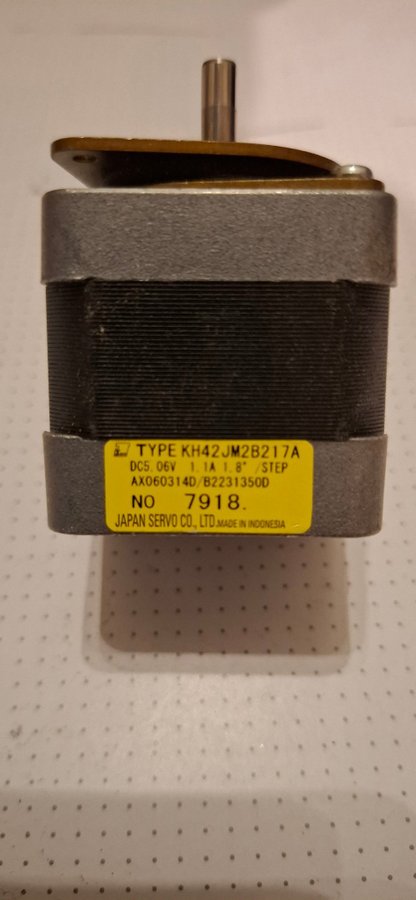 TYPE KH42JM2B217A
DC5.06V 1.1A 1.8° /STEP
AX060314D/B2231350D
NO 7918.
JAPAN SERVO CO., LTD. MADE IN INDONESIA